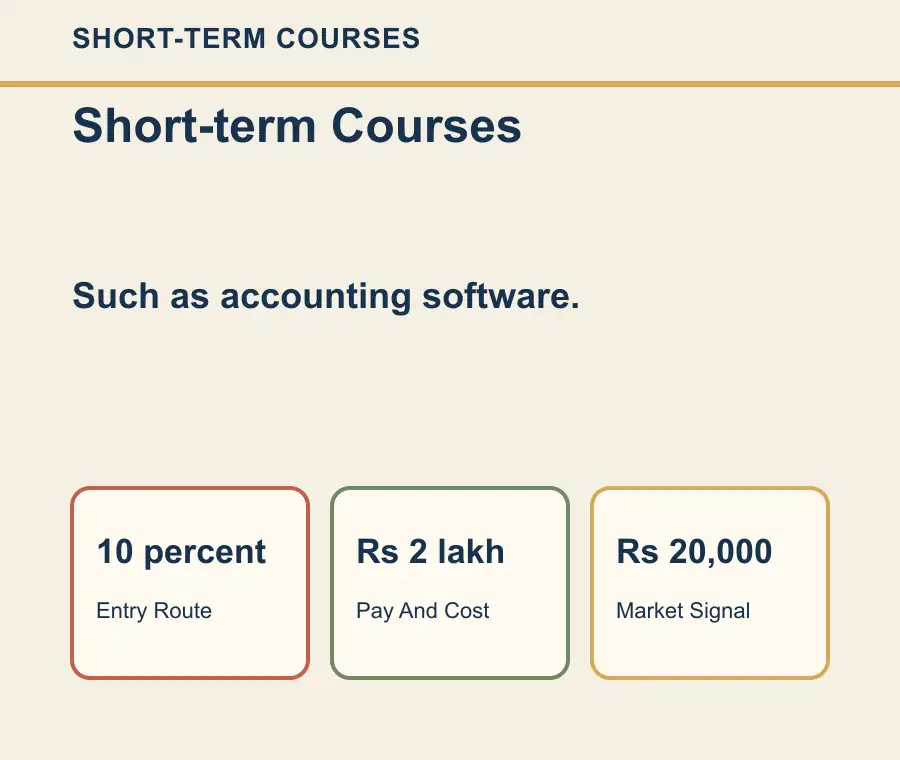 SHORT-TERM COURSES
Short-term Courses
Such as accounting software.
10 percent
Entry Route
Rs 2 lakh
Pay And Cost
Rs 20,000
Market Signal